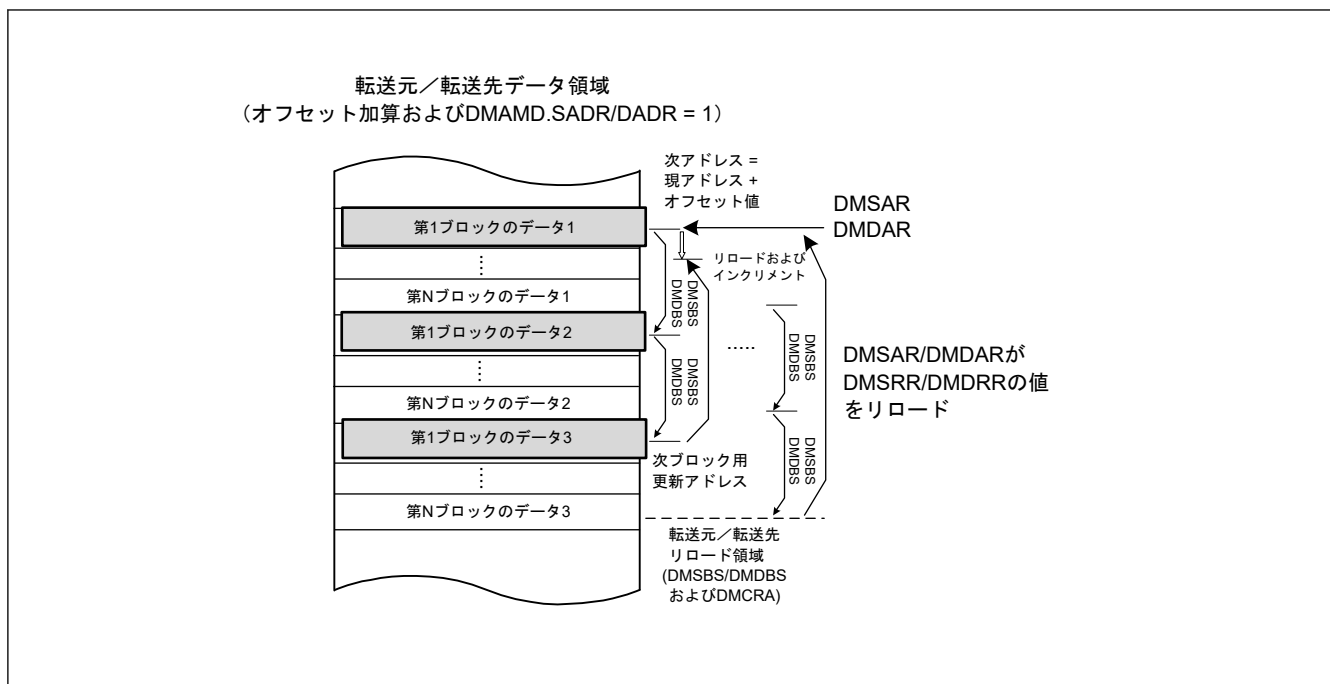 転送元／転送先データ領域
（オフセット加算およびDMAMD.SADR/DADR = 1）
次アドレス =
現アドレス +
オフセット値
DMSAR
DMDAR
第1ブロックのデータ1
⋮
リロードおよび
インクリメント
第Nブロックのデータ1
DMSBS
DMDBS
第1ブロックのデータ2
.....
DMSBS
DMDBS
DMSAR/DMDARが
DMSRR/DMDRRの値
をリロード
⋮
DMSBS
DMDBS
第Nブロックのデータ2
第1ブロックのデータ3
DMSBS
DMDBS
次ブロック用
更新アドレス
⋮
第Nブロックのデータ3
転送元／転送先
リロード領域
(DMSBS/DMDBS
およびDMCRA)